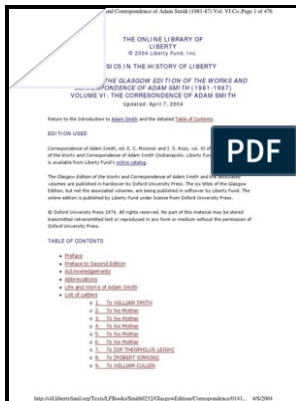 and Correspondence of Adam Smith (1981-87) Vol. VI Co..Page 1 of 476
THE ONLINE LIBRARY OF
LIBERTY
© 2004 Liberty Fund, Inc.
SICS IN THE HISTORY OF LIBERTY
THE GLASGOW EDITION OF THE WORKS AND
CORRESPONDENCE OF ADAM SMITH (1981-1987)
VOLUME VI: THE CORRESONDENCE OF ADAM SMITH
Updated: April 7, 2004
Return to the Introduction to Adam Smith and the detailed Table of Contents.
EDITION USED
Correspondence of Adam Smith, ed. E. C. Mossner and I. S. Ross, vol. VI of
of the Works and Correspondence of Adam Smith (Indianapolis: Liberty Fund
is available from Liberty Fund's online catalog.
PDF
The Glasgow Edition of the Works and Correspondence of Adam Smith and the associated
volumes are published in hardcover by Oxford University Press. The six titles of the Glasgow
Edition, but not the associated volumes, are being published in softcover by Liberty Fund. The
online edition is published by Liberty Fund under license from Oxford University Press.
© Oxford University Press 1976. All rights reserved. No part of this material may be stored
transmitted retransmitted lent or reproduced in any form or medium without the permission of
Oxford University Press.
TABLE OF CONTENTS
Preface
Preface to Second Edition
Acknowledgements
Abbreviations
Life and Works of Adam Smith
List of Letters
1. To WILLIAM SMITH
2. To his Mother
3. To his Mother
4. To his Mother
5. To his Mother
6. To his Mother
7. To [DR THEOPHILUS LEIGH]
8. To [ROBERT SIMSON]
9. To WILLIAM CULLEN
4/8/2004